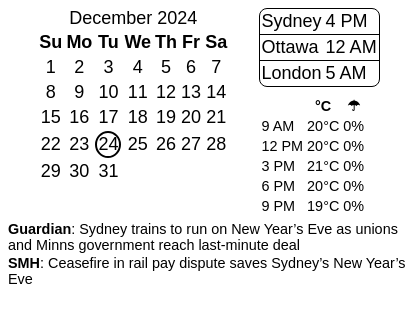 December 2024
Su Mo Tu We Th Fr Sa
1 2 3 4 5 6 7
8 9 10 11 12 13 14
15 16 17 18 19 20 21
22 23 24 25 26 27 28
29 30 31
Sydney 4 PM
Ottawa 12 AM
London 5 AM
°C ☂
9 AM 20°C 0%
12 PM 20°C 0%
3 PM 21°C 0%
6 PM 20°C 0%
9 PM 19°C 0%
Guardian: Sydney trains to run on New Year’s Eve as unions
and Minns government reach last-minute deal
SMH: Ceasefire in rail pay dispute saves Sydney’s New Year’s
Eve